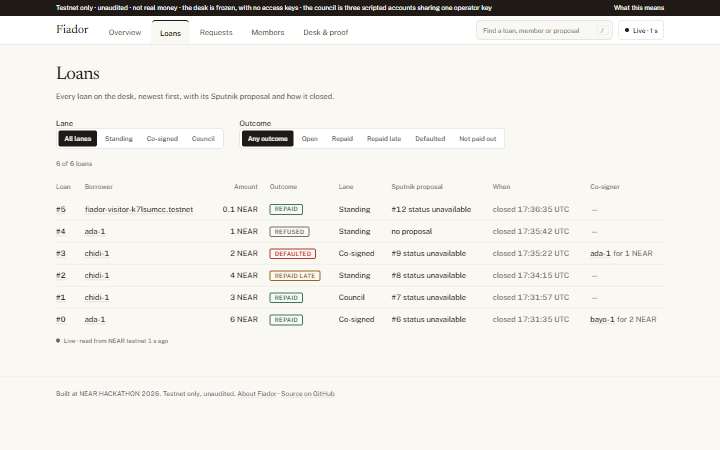 Testnet only · unaudited · not real money · the desk is frozen, with no access keys · the council is three scripted accounts sharing one operator key What this means
Fiador Overview Loans Requests Members Desk & proof Find a loan, member or proposal / Live · 1 s
Loans
Every loan on the desk, newest first, with its Sputnik proposal and how it closed.
Lane Outcome
All lanes Standing Co-signed Council Any outcome Open Repaid Repaid late Defaulted Not paid out
6 of 6 loans
Loan Borrower Amount Outcome Lane Sputnik proposal When Co-signer
#5 fiador-visitor-k7lsumcc.testnet 0.1 NEAR REPAID Standing #12 status unavailable closed 17:36:35 UTC —
#4 ada-1 1 NEAR REFUSED Standing no proposal closed 17:35:42 UTC —
#3 chidi-1 2 NEAR DEFAULTED Co-signed #9 status unavailable closed 17:35:22 UTC ada-1 for 1 NEAR
#2 chidi-1 4 NEAR REPAID LATE Standing #8 status unavailable closed 17:34:15 UTC —
#1 chidi-1 3 NEAR REPAID Council #7 status unavailable closed 17:31:57 UTC —
#0 ada-1 6 NEAR REPAID Co-signed #6 status unavailable closed 17:31:35 UTC bayo-1 for 2 NEAR
Live · read from NEAR testnet 1 s ago
Built at NEAR HACKATHON 2026. Testnet only, unaudited. About Fiador · Source on GitHub